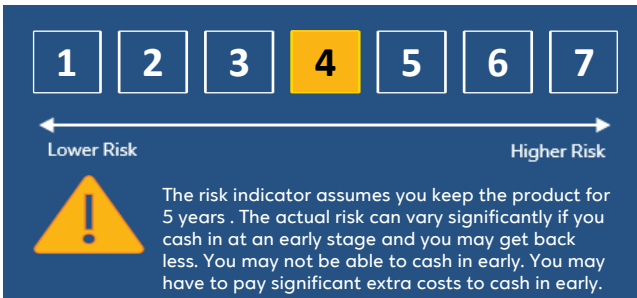 1 2 3 4 5 6 7
Lower Risk Higher Risk
!
The risk indicator assumes you keep the product for
5 years . The actual risk can vary significantly if you
cash in at an early stage and you may get back
less. You may not be able to cash in early. You may
have to pay significant extra costs to cash in early.